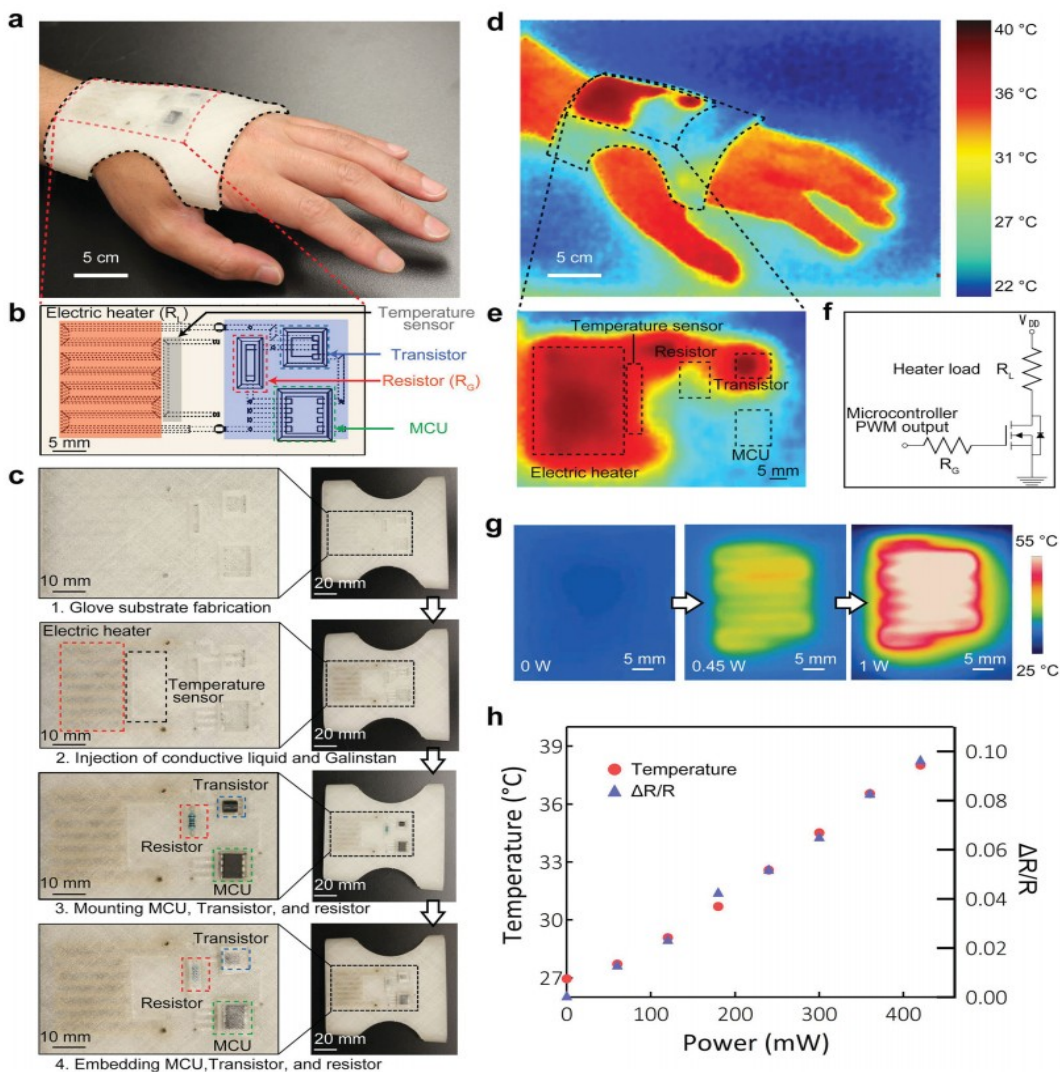 a
5 cm
b
Electric heater (RL)
Temperature
sensor
Transistor
Resistor (RG)
MCU
5 mm
c
10 mm
20 mm
1. Glove substrate fabrication
Electric heater
Temperature
sensor
10 mm
20 mm
2. Injection of conductive liquid and Galinstan
Transistor
Resistor
MCU
10 mm
20 mm
3. Mounting MCU, Transistor, and resistor
Transistor
Resistor
MCU
10 mm
20 mm
4. Embedding MCU,Transistor, and resistor
d
5 cm
40 °C
36 °C
31 °C
27 °C
22 °C
e
Temperature sensor
Resistor
Transistor
MCU
Electric heater
5 mm
f
VDD
Heater load
RL
Microcontroller
PWM output
RG
g
0 W
5 mm
0.45 W
5 mm
1 W
5 mm
55 °C
25 °C
h
Temperature (°C)
39
36
33
30
27
Temperature
ΔR/R
0.10
0.08
0.06
0.04
0.02
0.00
ΔR/R
0 100 200 300 400
Power (mW)